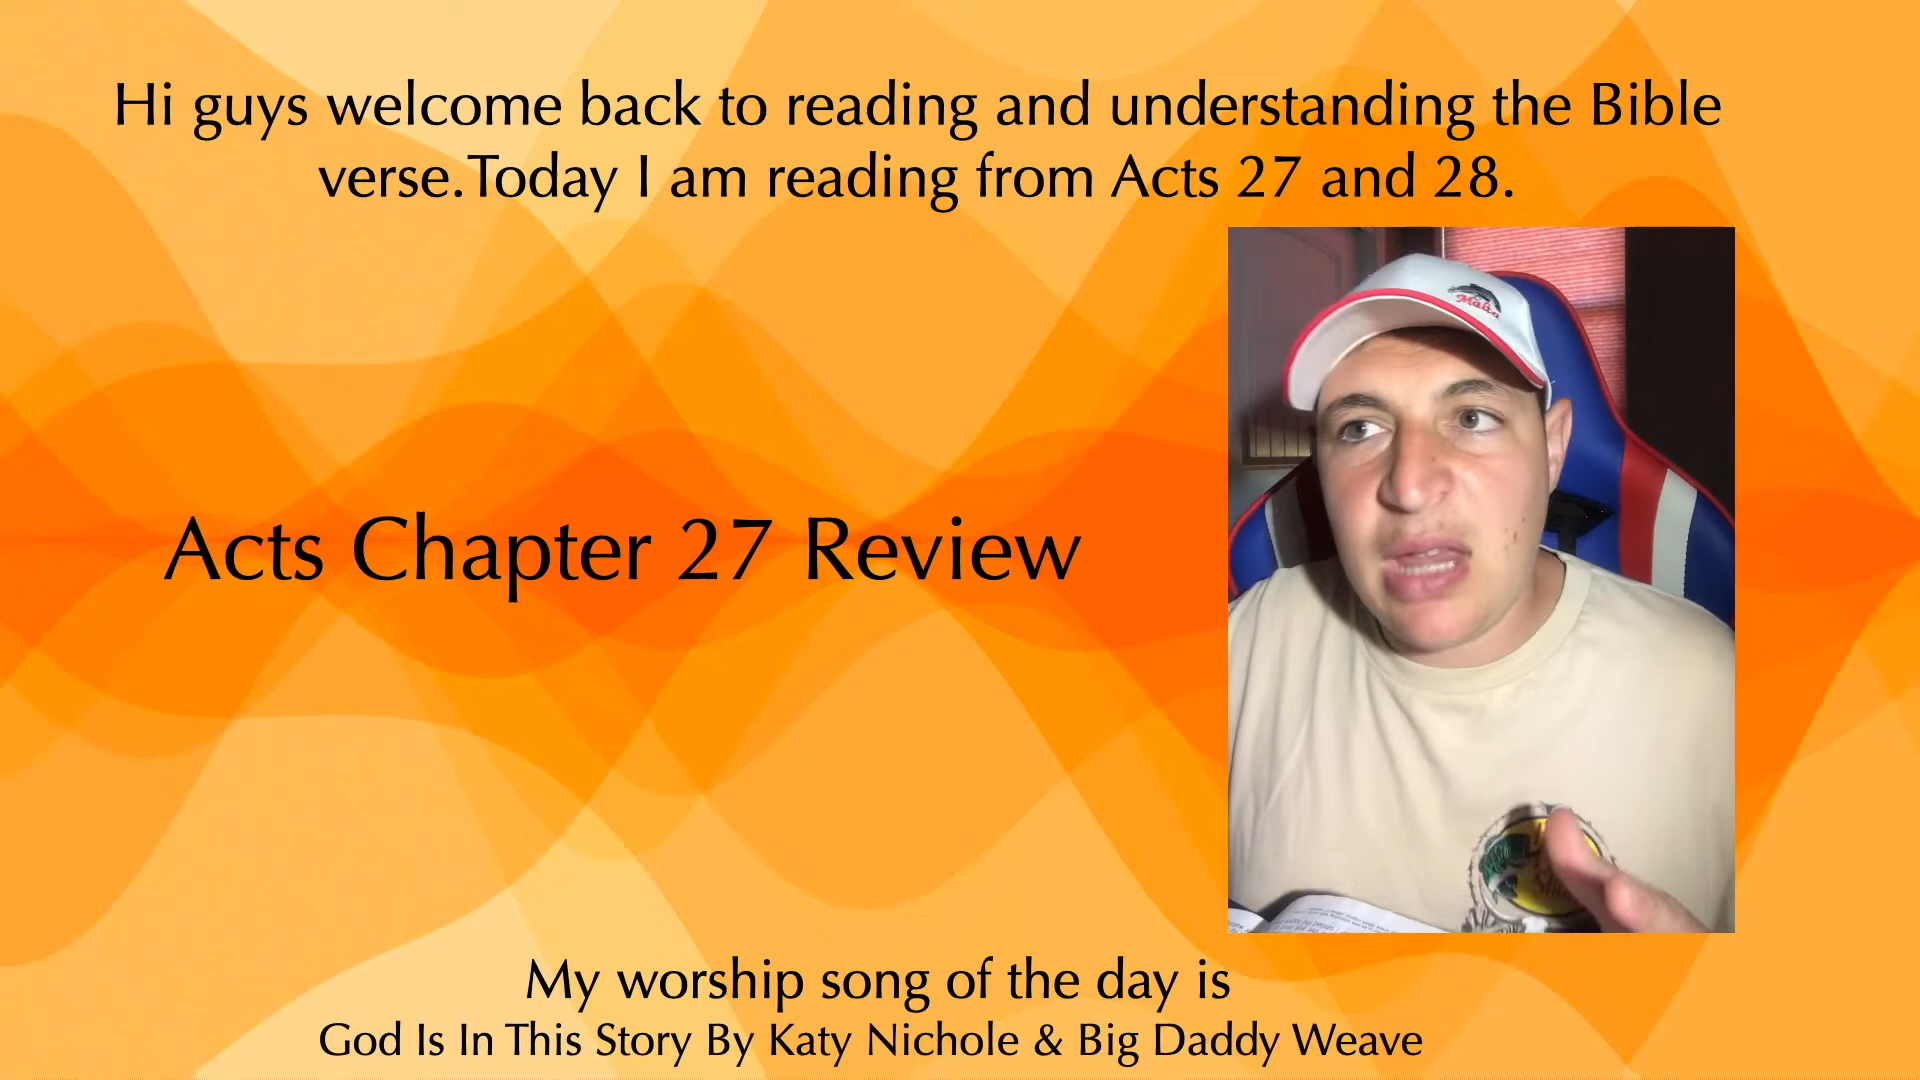 Hi guys welcome back to reading and understanding the Bible
verse.Today I am reading from Acts 27 and 28.
Malta
Acts Chapter 27 Review
My worship song of the day is
God Is In This Story By Katy Nichole & Big Daddy Weave